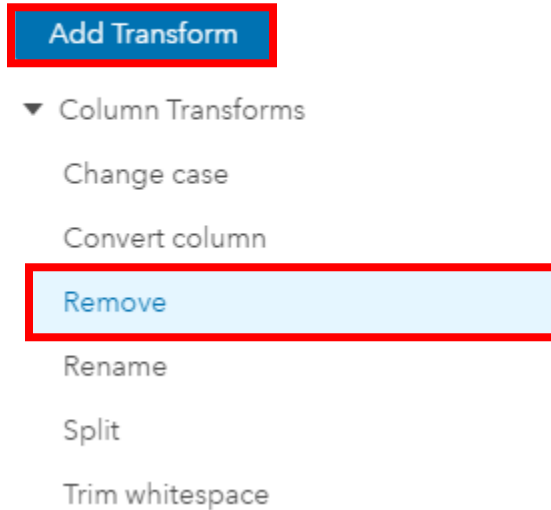 Add Transform
Column Transforms
Change case
Convert column
Remove
Rename
Split
Trim whitespace